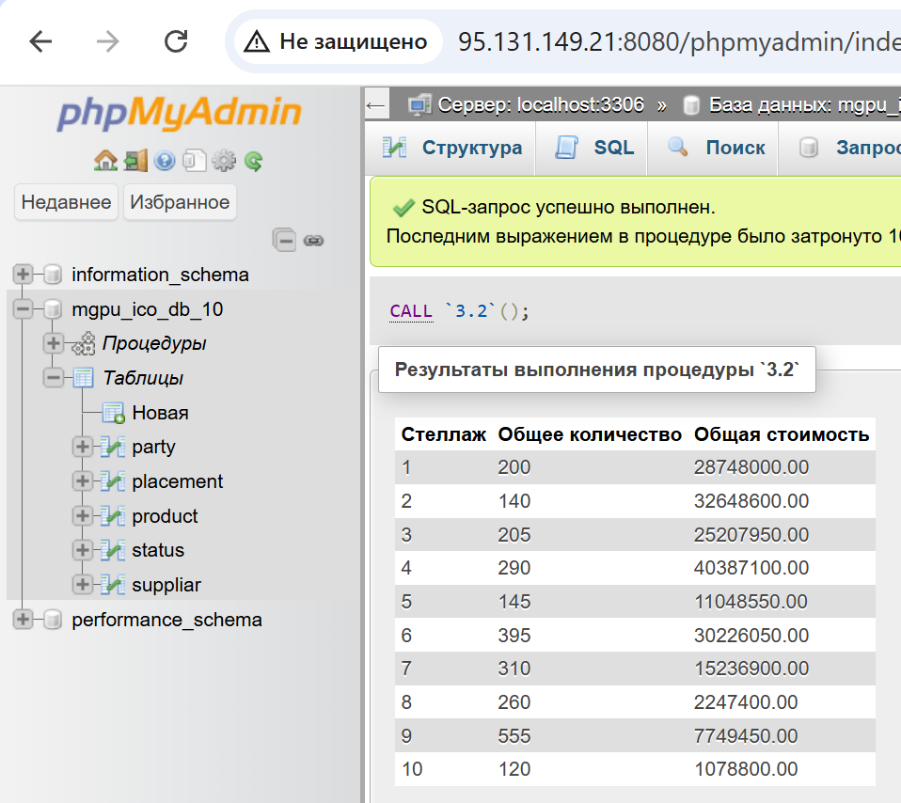 Не защищено 95.131.149.21:8080/phpmyadmin/inde
phpMyAdmin
Недавнее Избранное
information_schema
mgpu_ico_db_10
Процедуры
Таблицы
Новая
party
placement
product
status
suppliar
performance_schema
Сервер: localhost:3306 » База данных: mgpu_i
Структура SQL Поиск Запрос
SQL-запрос успешно выполнен.
Последним выражением в процедуре было затронуто 10
CALL `3.2`();
Результаты выполнения процедуры `3.2`
Стеллаж Общее количество Общая стоимость
1 200 28748000.00
2 140 32648600.00
3 205 25207950.00
4 290 40387100.00
5 145 11048550.00
6 395 30226050.00
7 310 15236900.00
8 260 2247400.00
9 555 7749450.00
10 120 1078800.00